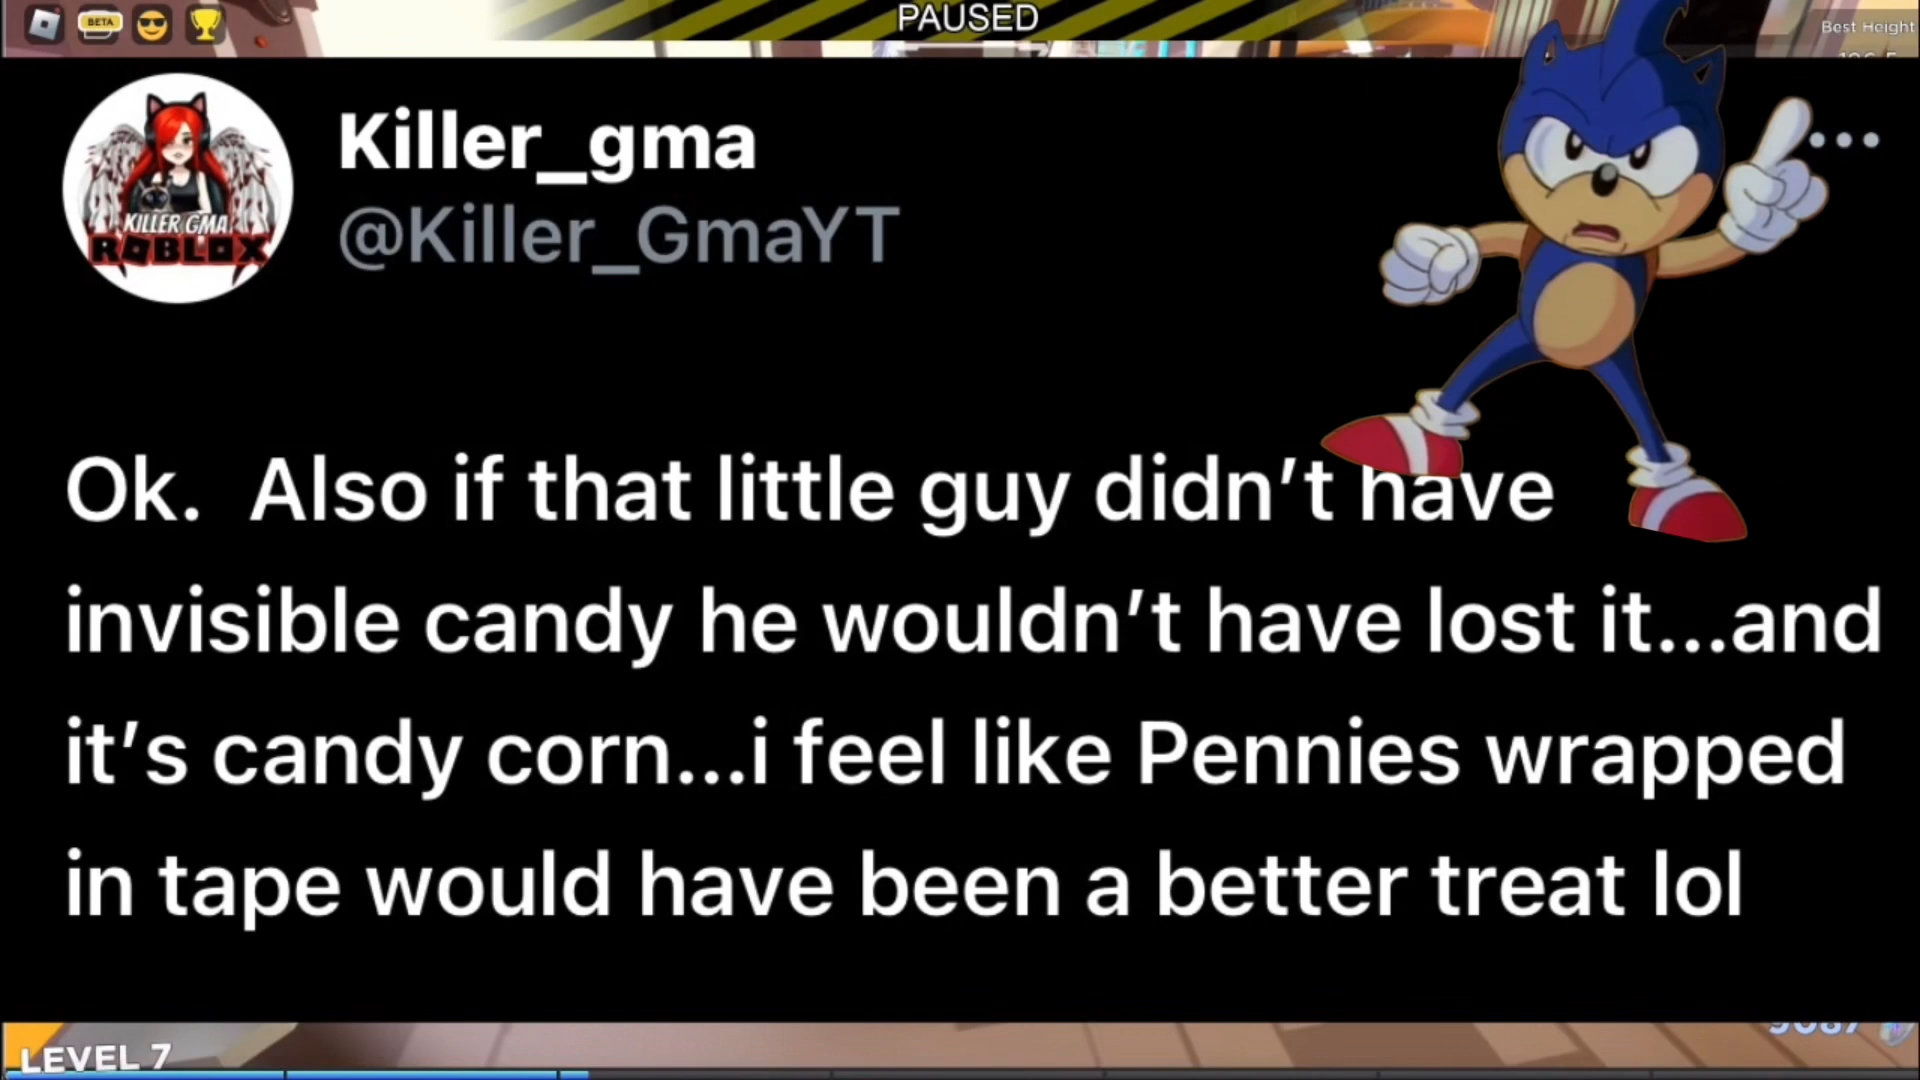 BETA
PAUSED
Best Height
Killer_gma
@Killer_GmaYT
KILLER GMA
ROBLOX
Ok.  Also if that little guy didn’t have
invisible candy he wouldn’t have lost it...and
it’s candy corn...i feel like Pennies wrapped
in tape would have been a better treat lol
LEVEL 7